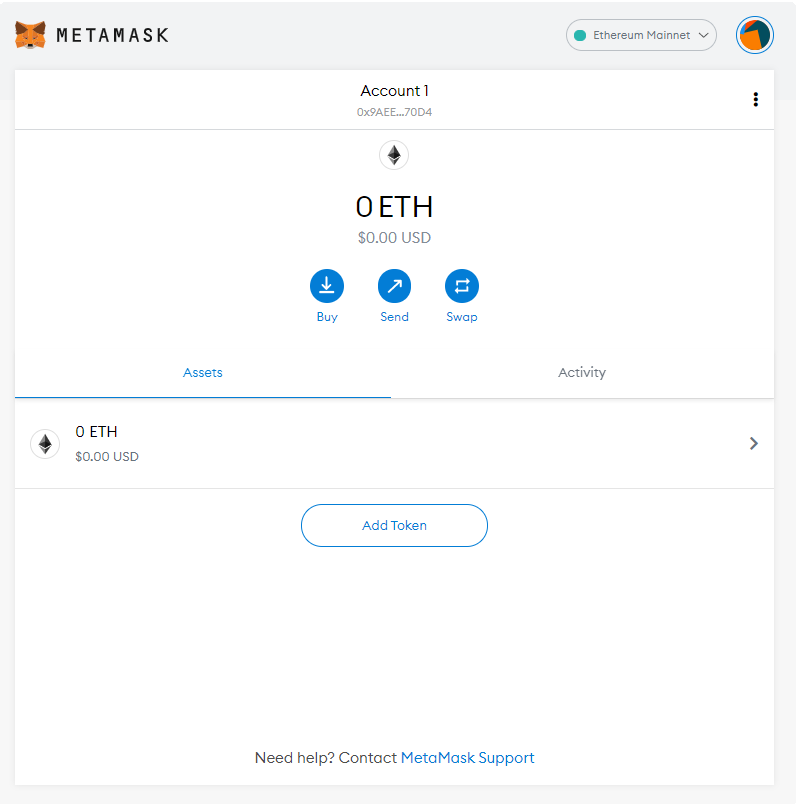 METAMASK
Ethereum Mainnet
Account 1
0x9AEE...70D4
0 ETH
$0.00 USD
Buy Send Swap
Assets Activity
0 ETH
$0.00 USD
Add Token
Need help? Contact MetaMask Support